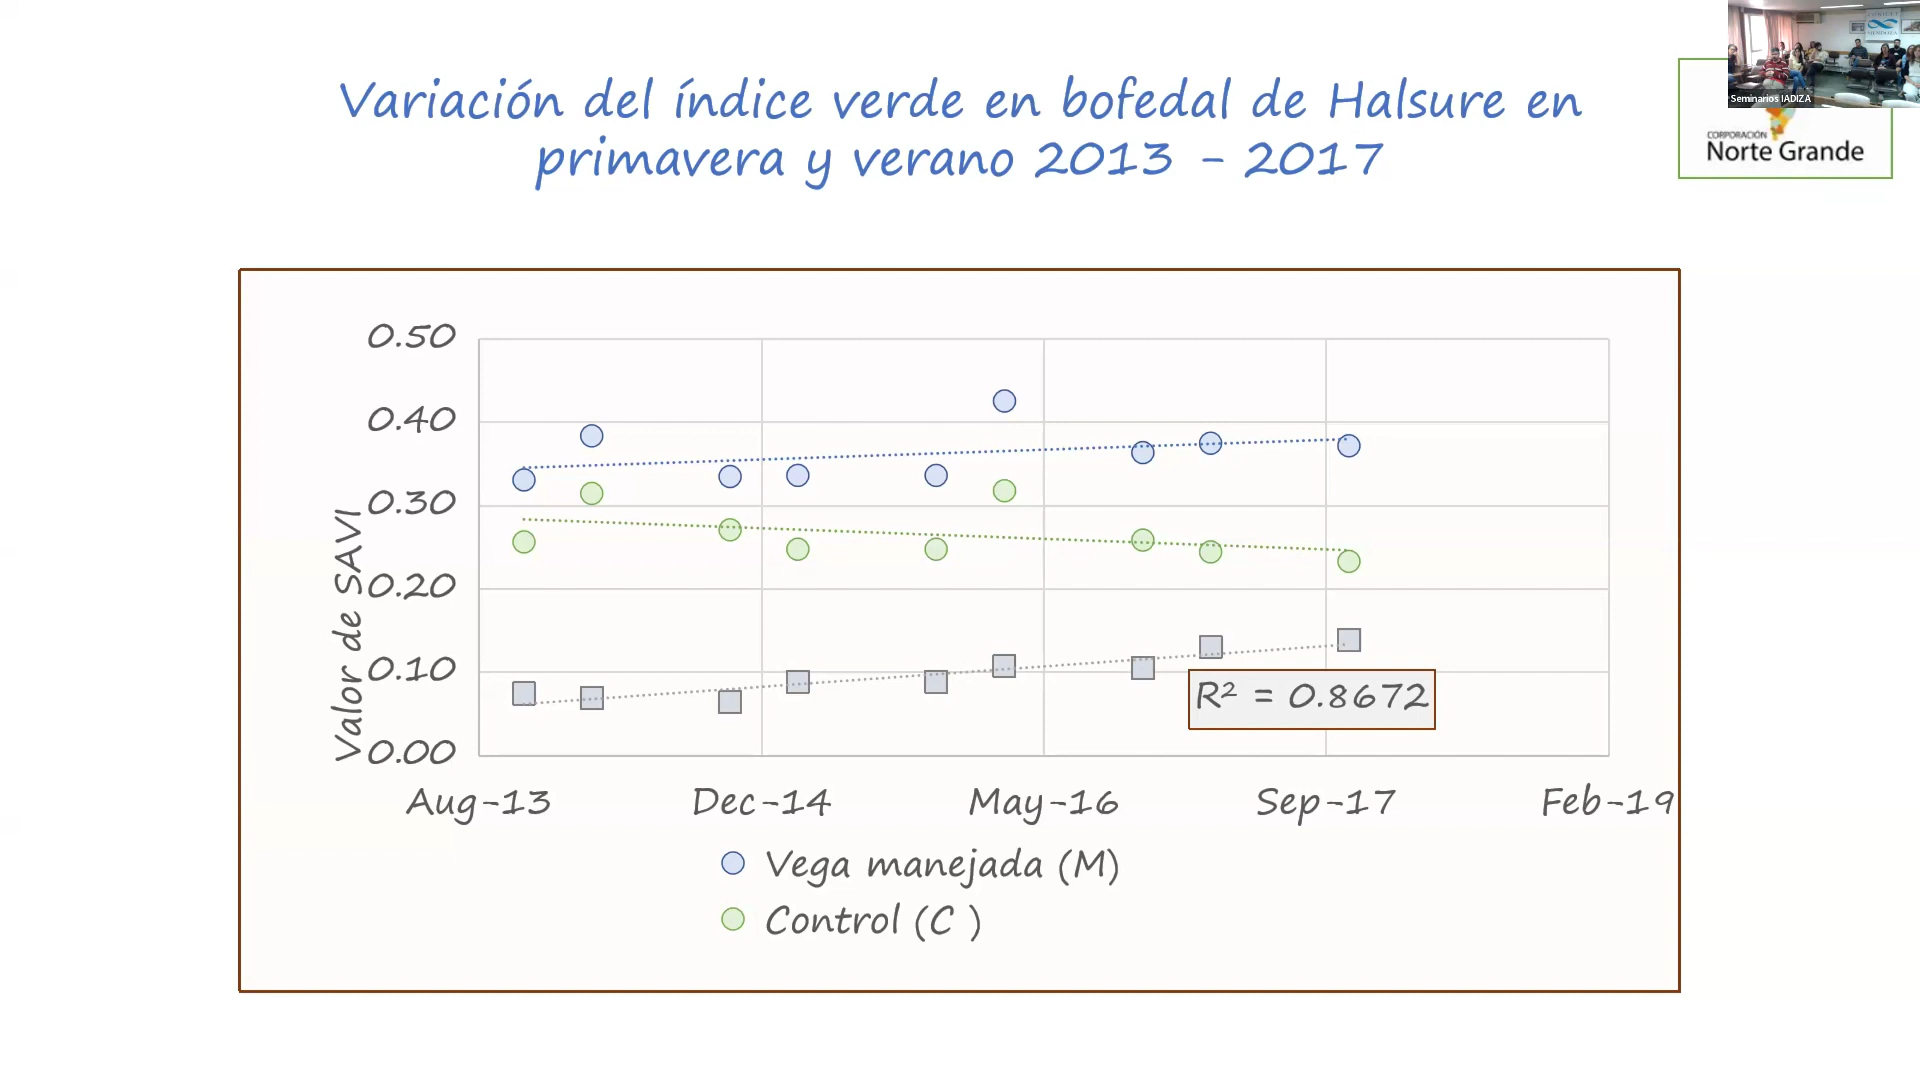 Variación del índice verde en bofedal de Halsure en
primavera y verano 2013 - 2017
Seminarios IADIZA
CORPORACIÓN
Norte Grande
0.50
0.40
0.30
0.20
0.10
0.00
Valor de SAVI
R² = 0.8672
Aug-13 Dec-14 May-16 Sep-17 Feb-19
Vega manejada (M)
Control (C )